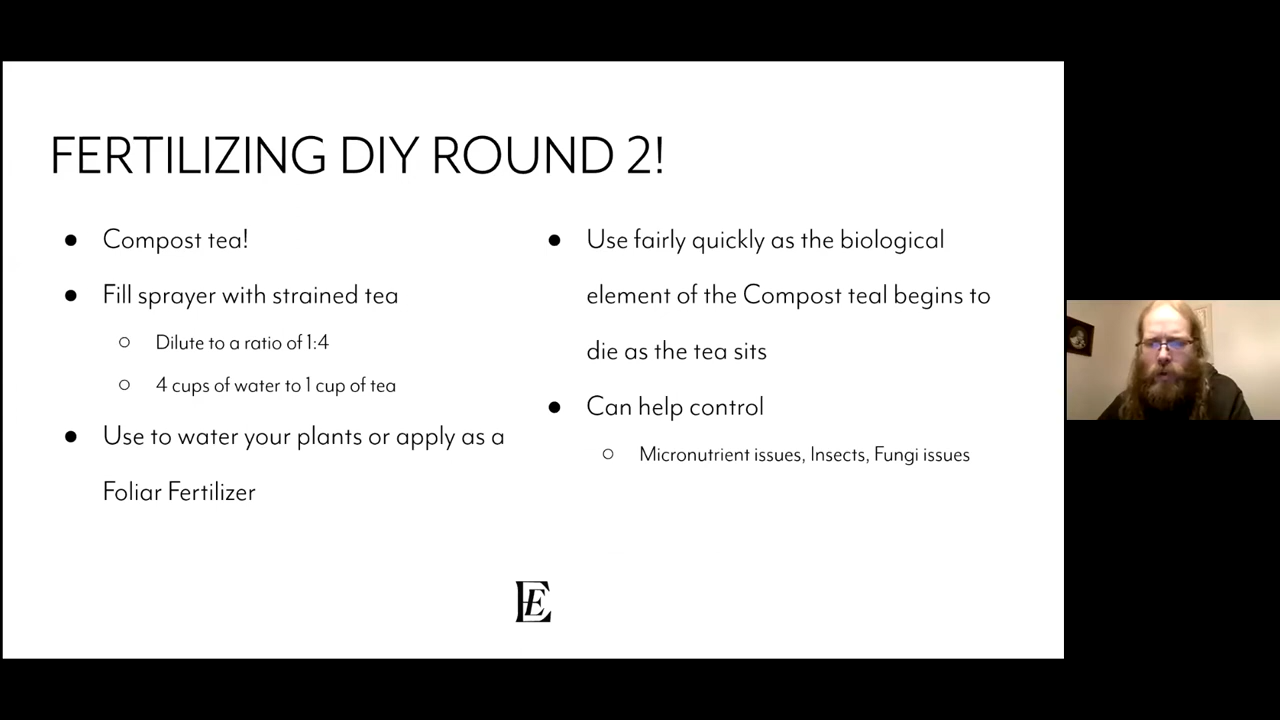 FERTILIZING DIY ROUND 2!
Compost tea!
Fill sprayer with strained tea
Dilute to a ratio of 1:4
4 cups of water to 1 cup of tea
Use to water your plants or apply as a
Foliar Fertilizer
Use fairly quickly as the biological
element of the Compost teal begins to
die as the tea sits
Can help control
Micronutrient issues, Insects, Fungi issues
E